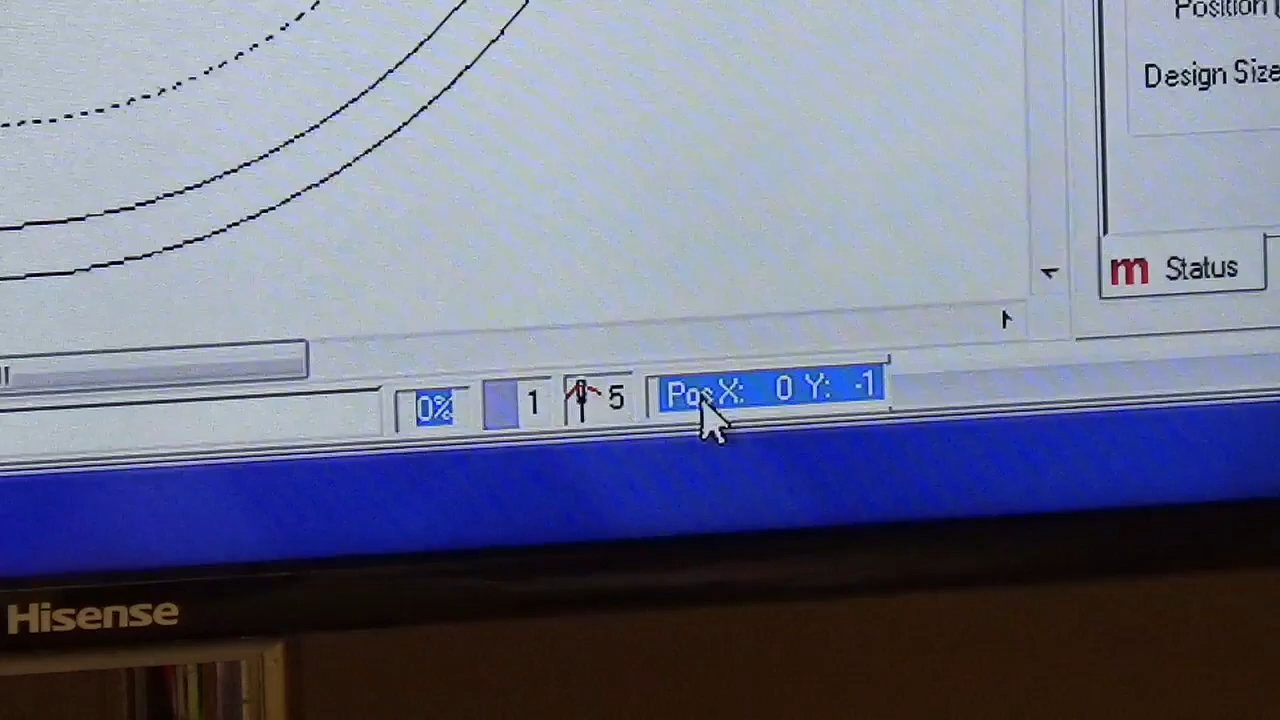 Position
Design Size
m Status
0% 1 5 Pos X: 0 Y: -1
Hisense